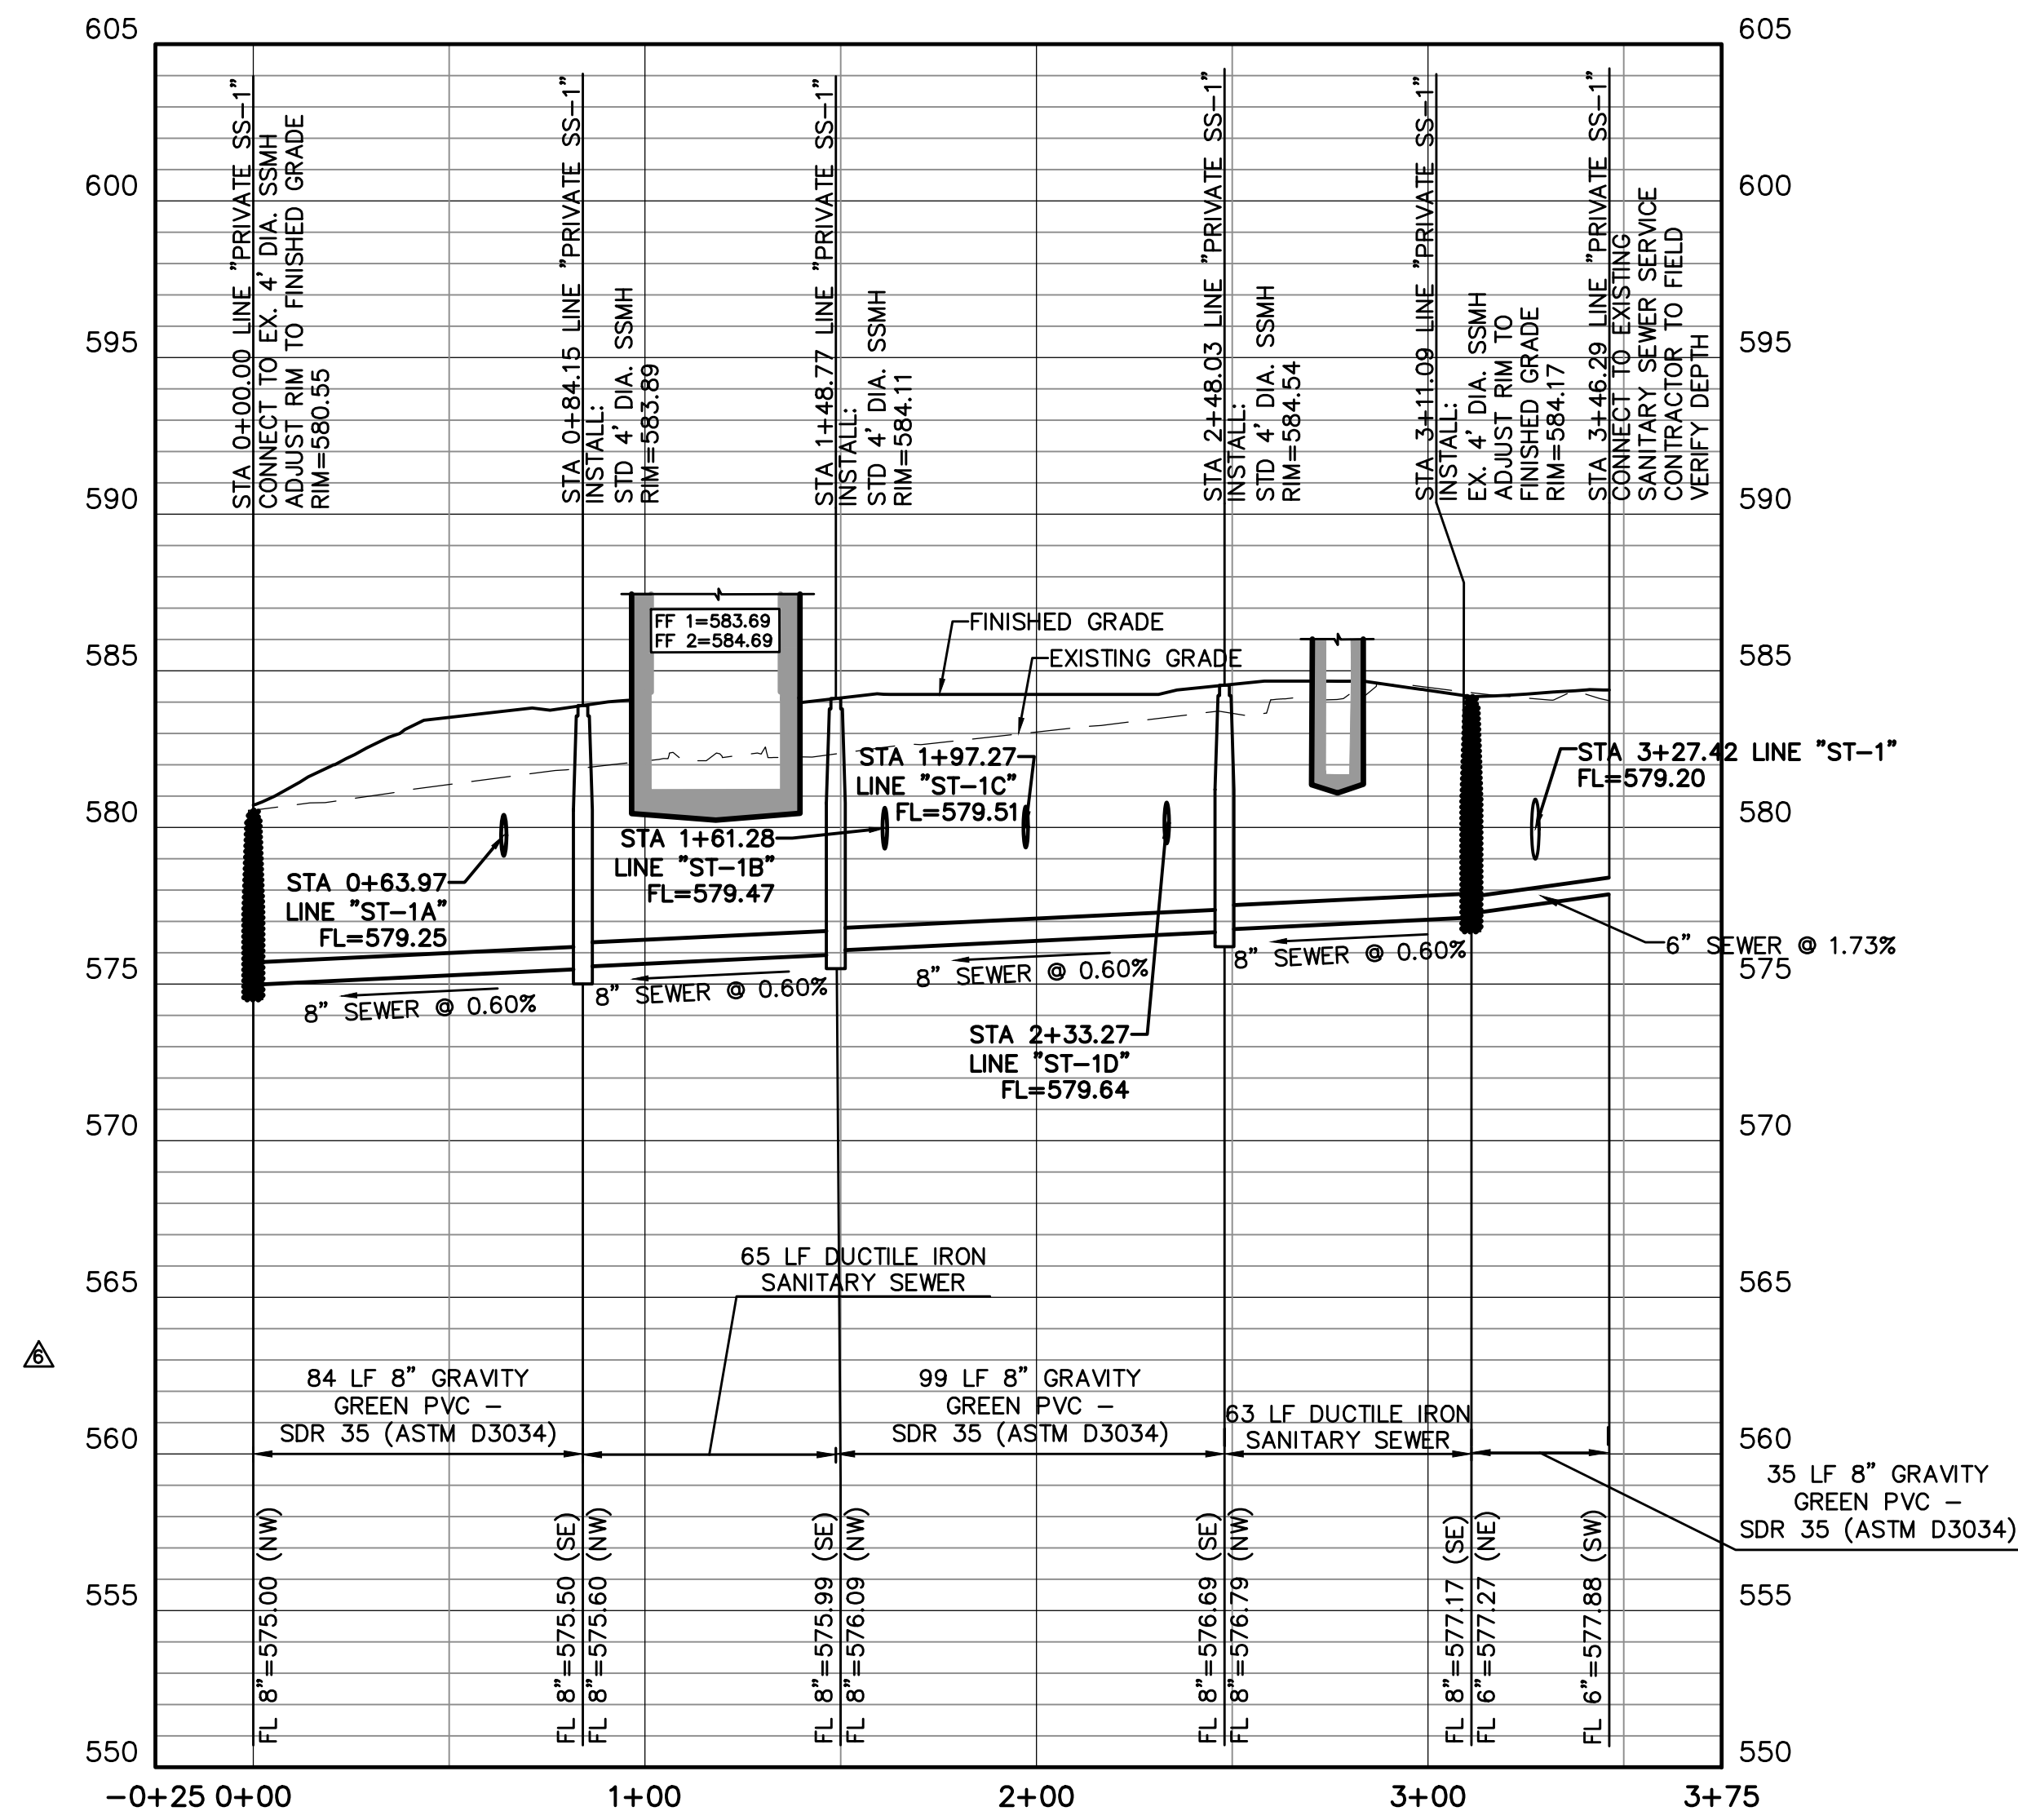 605
600
595
590
585
580
575
570
565
560
555
550
605
600
595
590
585
580
575
570
565
560
555
550
STA 0+00.00 LINE "PRIVATE SS-1"
CONNECT TO EX. 4' DIA. SSMH
ADJUST RIM TO FINISHED GRADE
RIM=580.55
STA 0+84.15 LINE "PRIVATE SS-1"
INSTALL:
STD 4' DIA. SSMH
RIM=583.89
STA 1+48.77 LINE "PRIVATE SS-1"
INSTALL:
STD 4' DIA. SSMH
RIM=584.11
STA 2+48.03 LINE "PRIVATE SS-1"
INSTALL:
STD 4' DIA. SSMH
RIM=584.54
STA 3+11.09 LINE "PRIVATE SS-1"
INSTALL:
EX. 4' DIA. SSMH
ADJUST RIM TO
FINISHED GRADE
RIM=584.17
STA 3+46.29 LINE "PRIVATE SS-1"
CONNECT TO EXISTING
SANITARY SEWER SERVICE
CONTRACTOR TO FIELD
VERIFY DEPTH
FF 1=583.69
FF 2=584.69
FINISHED GRADE
EXISTING GRADE
STA 0+63.97
LINE "ST-1A"
FL=579.25
STA 1+61.28
LINE "ST-1B"
FL=579.47
STA 1+97.27
LINE "ST-1C"
FL=579.51
STA 2+33.27
LINE "ST-1D"
FL=579.64
STA 3+27.42 LINE "ST-1"
FL=579.20
8" SEWER @ 0.60%
8" SEWER @ 0.60%
8" SEWER @ 0.60%
8" SEWER @ 0.60%
6" SEWER @ 1.73%
65 LF DUCTILE IRON
SANITARY SEWER
6
84 LF 8" GRAVITY
GREEN PVC -
SDR 35 (ASTM D3034)
99 LF 8" GRAVITY
GREEN PVC -
SDR 35 (ASTM D3034)
63 LF DUCTILE IRON
SANITARY SEWER
35 LF 8" GRAVITY
GREEN PVC -
SDR 35 (ASTM D3034)
FL 8"=575.00 (NW)
FL 8"=575.50 (SE)
FL 8"=575.60 (NW)
FL 8"=575.99 (SE)
FL 8"=576.09 (NW)
FL 8"=576.69 (SE)
FL 8"=576.79 (NW)
FL 8"=577.17 (SE)
FL 6"=577.27 (NE)
FL 6"=577.88 (SW)
-0+25 0+00 1+00 2+00 3+00 3+75